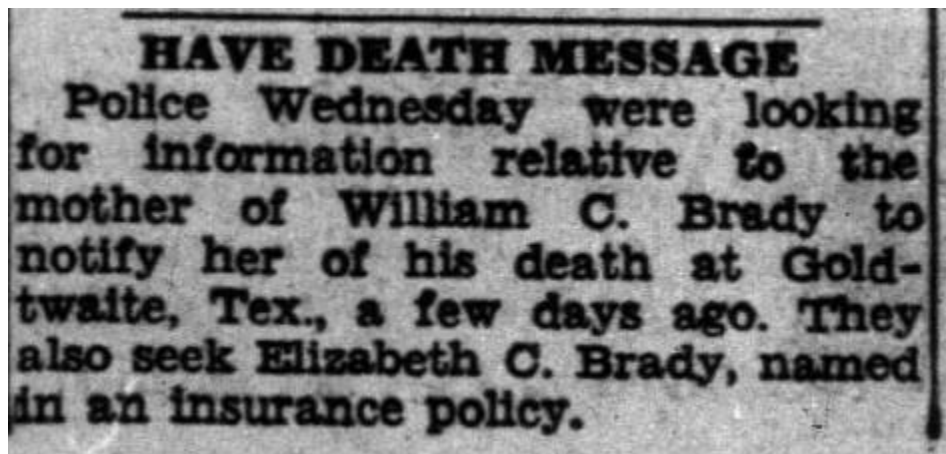 HAVE DEATH MESSAGE
Police Wednesday were looking
for information relative to the
mother of William C. Brady to
notify her of his death at Gold-
twaite, Tex., a few days ago. They
also seek Elizabeth C. Brady, named
in an insurance policy.